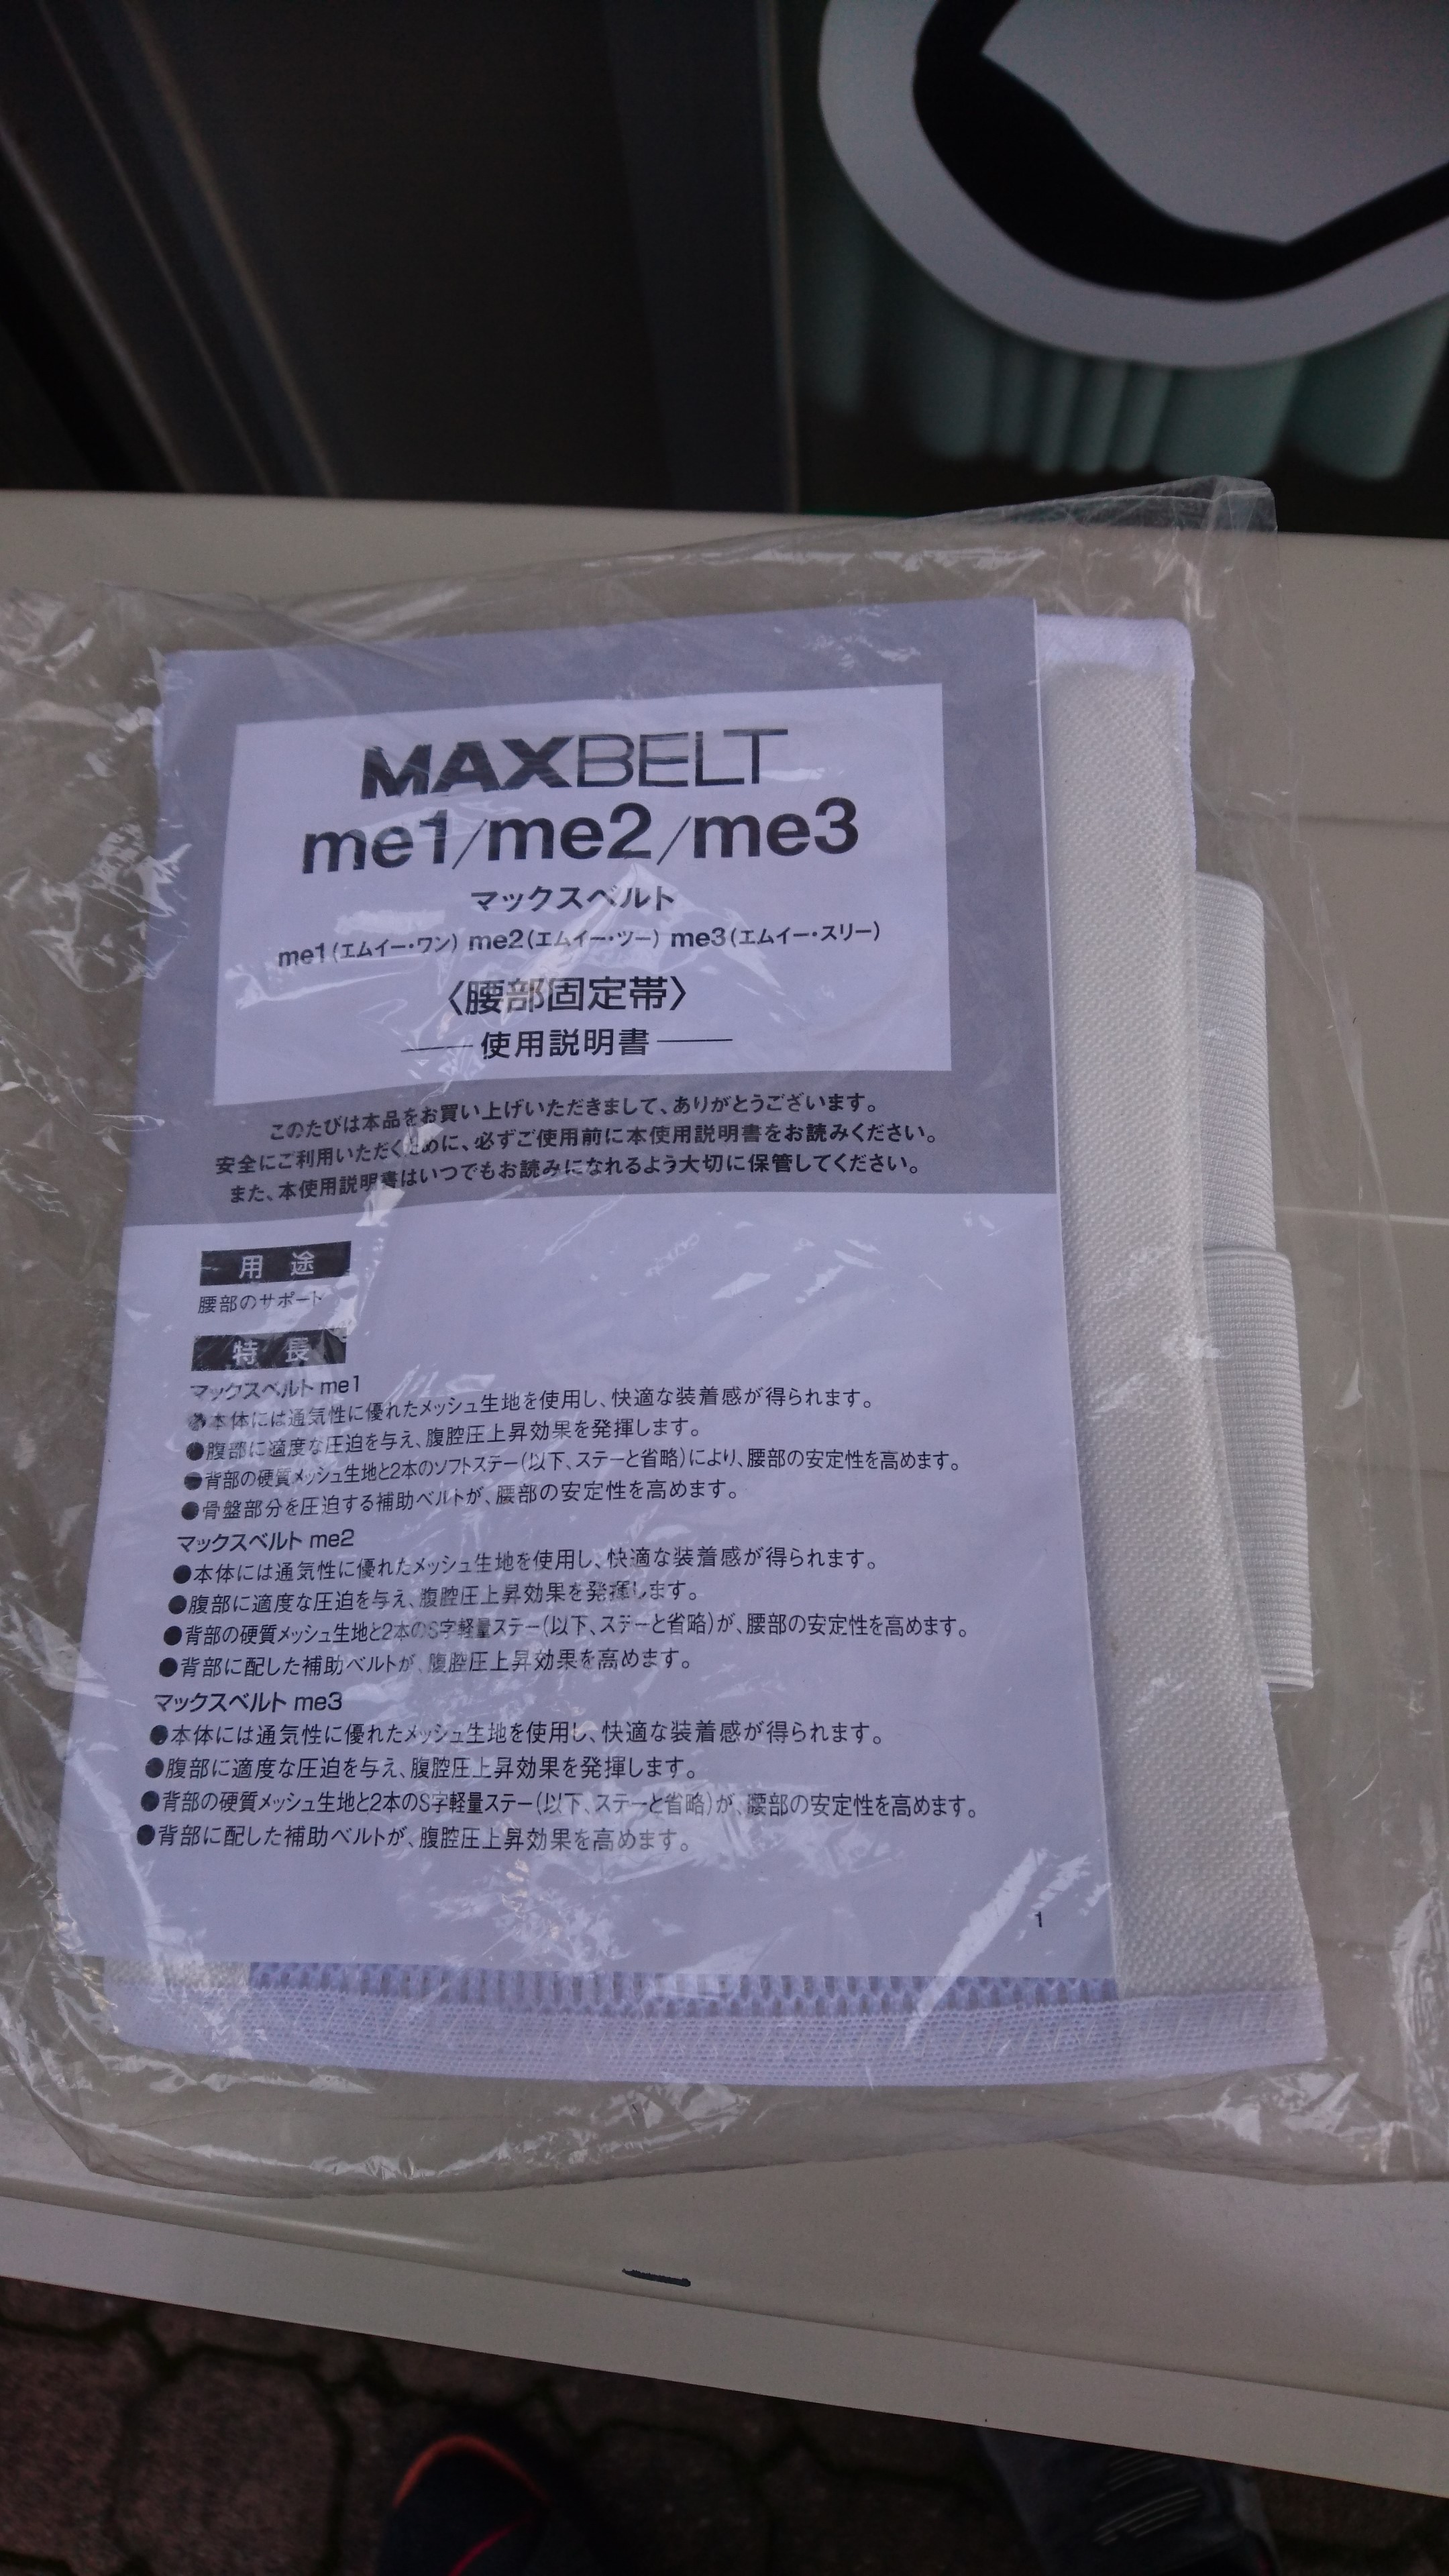 MAXBELT
me1/me2/me3
マックスベルト
me1(エムイー・ワン) me2(エムイー・ツー) me3(エムイー・スリー)
〈腰部固定帯〉
使用説明書
このたびは本品をお買い上げいただきまして、ありがとうございます。
安全にご利用いただくために、必ずご使用前に本使用説明書をお読みください。
また、本使用説明書はいつでもお読みになれるよう大切に保管してください。
用途
腰部のサポート
特長
マックスベルト me1
●本体には通気性に優れたメッシュ生地を使用し、快適な装着感が得られます。
●腹部に適度な圧迫を与え、腹腔圧上昇効果を発揮します。
●背部の硬質メッシュ生地と2本のソフトステー(以下、ステーと省略)により、腰部の安定性を高めます。
●骨盤部分を圧迫する補助ベルトが、腰部の安定性を高めます。
マックスベルト me2
●本体には通気性に優れたメッシュ生地を使用し、快適な装着感が得られます。
●腹部に適度な圧迫を与え、腹腔圧上昇効果を発揮します。
●背部の硬質メッシュ生地と2本のS字軽量ステー(以下、ステーと省略)が、腰部の安定性を高めます。
●背部に配した補助ベルトが、腹腔圧上昇効果を高めます。
マックスベルト me3
●本体には通気性に優れたメッシュ生地を使用し、快適な装着感が得られます。
●腹部に適度な圧迫を与え、腹腔圧上昇効果を発揮します。
●背部の硬質メッシュ生地と2本のS字軽量ステー(以下、ステーと省略)が、腰部の安定性を高めます。
●背部に配した補助ベルトが、腹腔圧上昇効果を高めます。
1